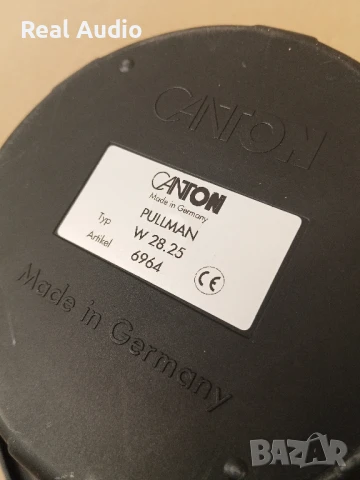 Real Audio
CANTON
CANTON
Made in Germany
Typ PULLMAN
W 28.25
Artikel 6964
CE
Made in Germany
BAZAR